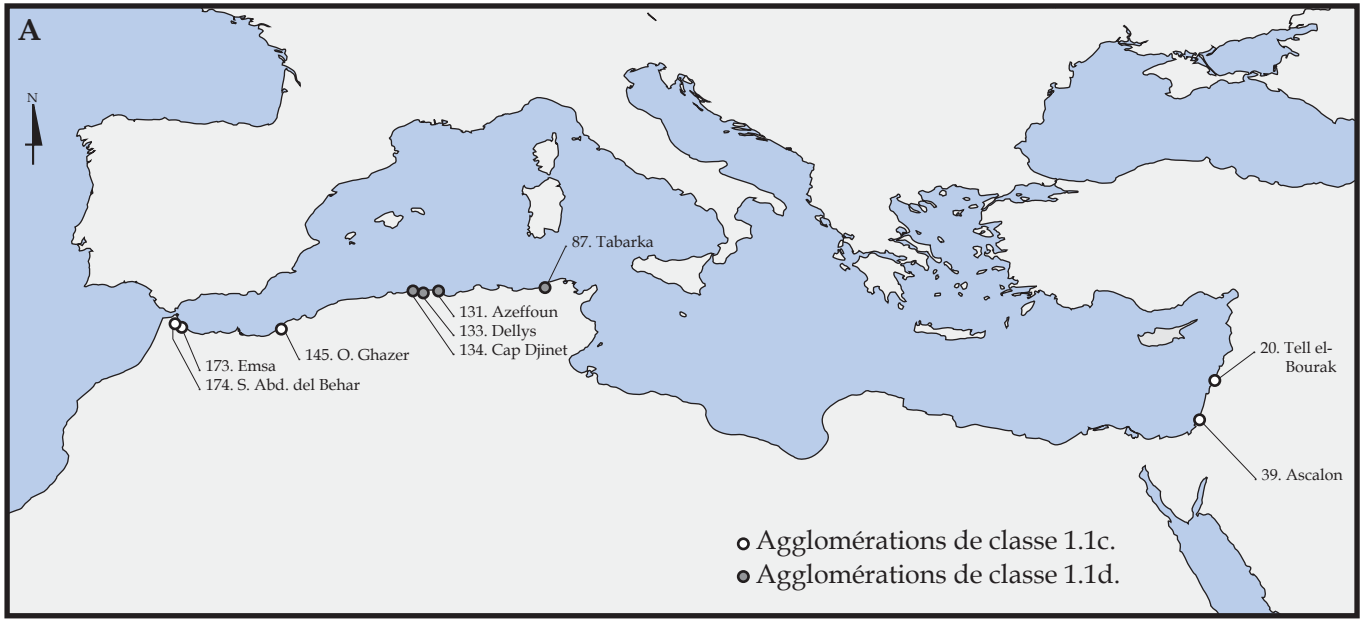 A
N
87. Tabarka
131. Azeffoun
133. Dellys
134. Cap Djinet
145. O. Ghazer
173. Emsa
174. S. Abd. del Behar
20. Tell el-
Bourak
39. Ascalon
Agglomérations de classe 1.1c.
Agglomérations de classe 1.1d.